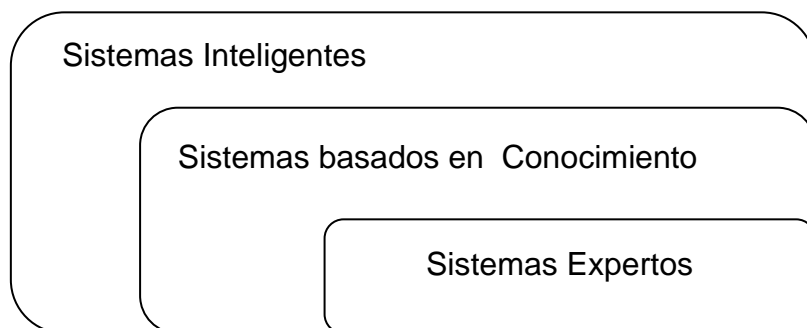 Sistemas Inteligentes
Sistemas basados en  Conocimiento
Sistemas Expertos